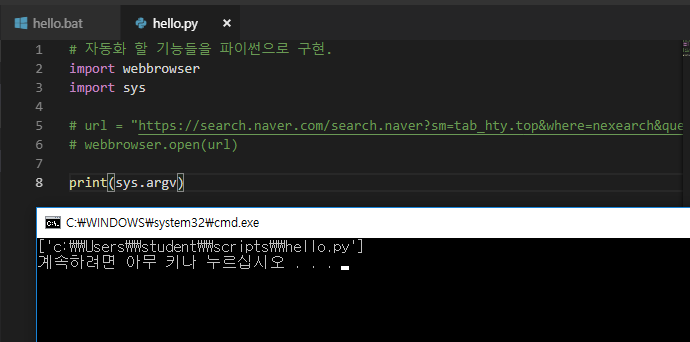 hello.bat
hello.py
1 # 자동화 할 기능들을 파이썬으로 구현.
2 import webbrowser
3 import sys
4
5 # url = "https://search.naver.com/search.naver?sm=tab_hty.top&where=nexearch&que
6 # webbrowser.open(url)
7
8 print(sys.argv)
C:₩WINDOWS₩system32₩cmd.exe
['c:₩₩Users₩₩student₩₩scripts₩₩hello.py']
계속하려면 아무 키나 누르십시오 . . .